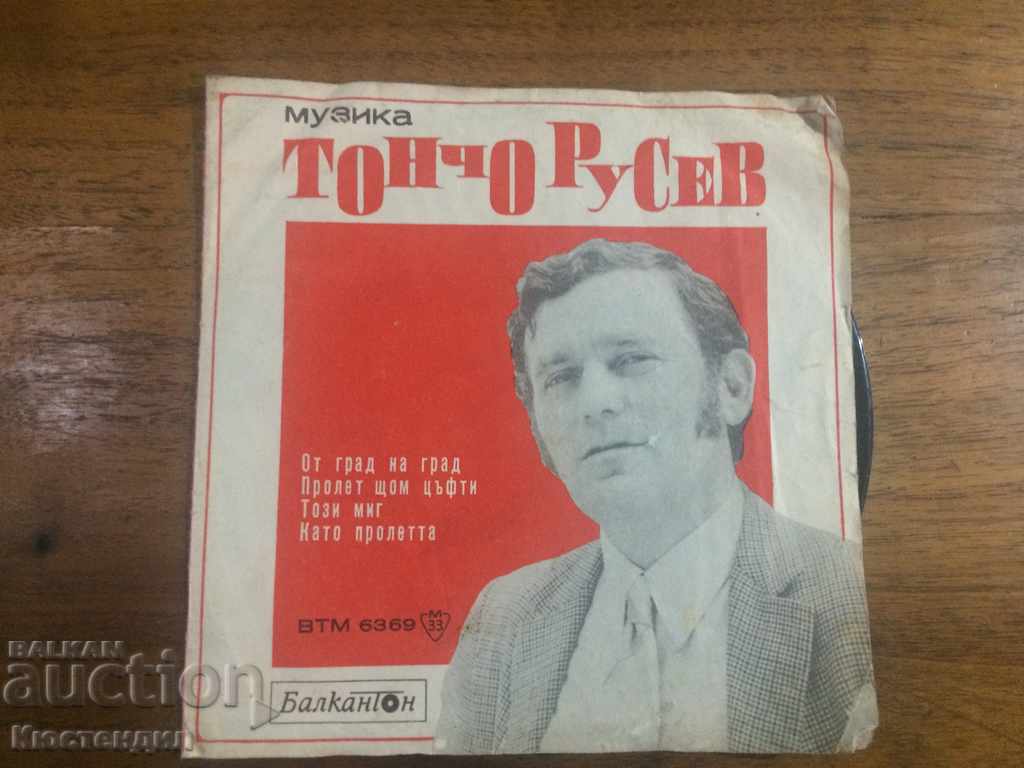 музика
ТОНЧО РУСЕВ
От град на град
Пролет щом цъфти
Този миг
Като пролетта
ВТМ 6369 М 33
Балкантон
BALKAN
auction
Кюстендил